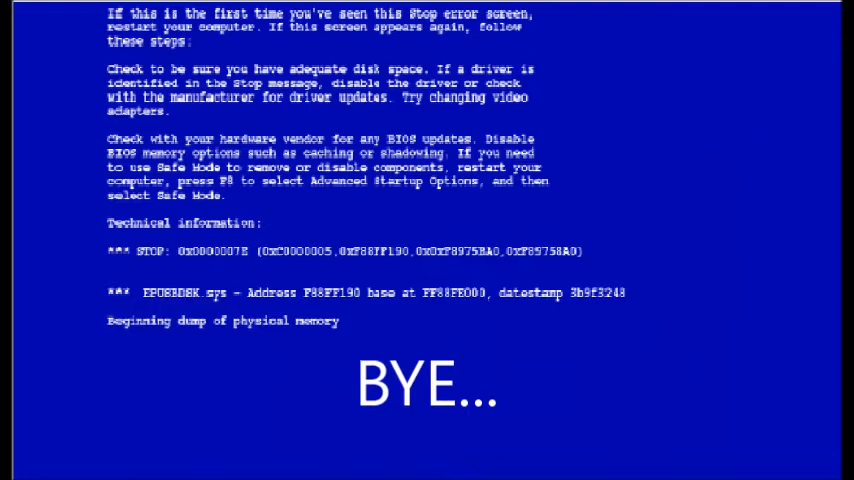 If this is the first time you've seen this Stop error screen,
restart your computer. If this screen appears again, follow
these steps:
Check to be sure you have adequate disk space. If a driver is
identified in the Stop message, disable the driver or check
with the manufacturer for driver updates. Try changing video
adapters.
Check with your hardware vendor for any BIOS updates. Disable
BIOS memory options such as caching or shadowing. If you need
to use Safe Mode to remove or disable components, restart your
computer, press F8 to select Advanced Startup Options, and then
select Safe Mode.
Technical information:
*** STOP: 0x0000007E (0xC0000005,0xF88FF190,0x0xF8975BA0,0xF89758A0)
*** EPUSBDSK.sys - Address F88FF190 base at FF88FE000, datestamp 3b9f3248
Beginning dump of physical memory
BYE...